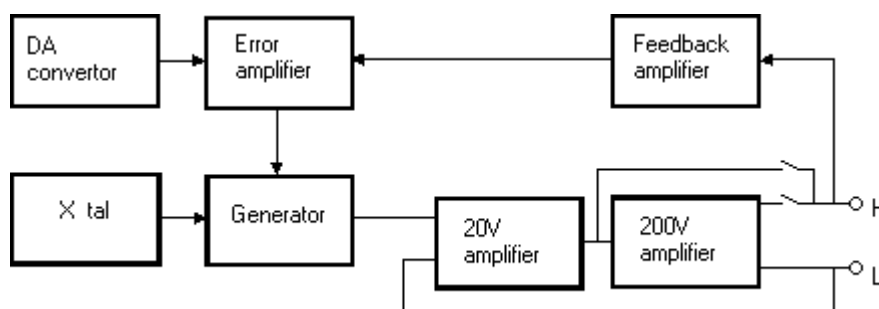 DA
convertor
Error
amplifier
Feedback
amplifier
X tal
Generator
20V
amplifier
200V
amplifier
H
L